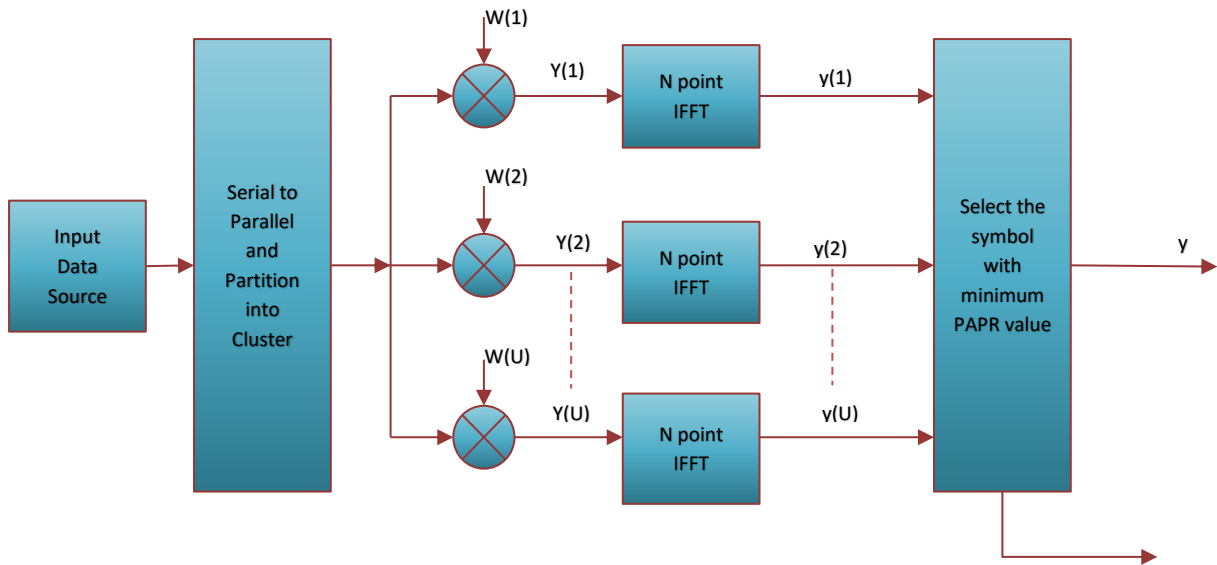 Input
Data
Source
Serial to
Parallel
and
Partition
into
Cluster
W(1)
Y(1)
N point
IFFT
y(1)
W(2)
Y(2)
N point
IFFT
y(2)
W(U)
Y(U)
N point
IFFT
y(U)
Select the
symbol
with
minimum
PAPR value
y